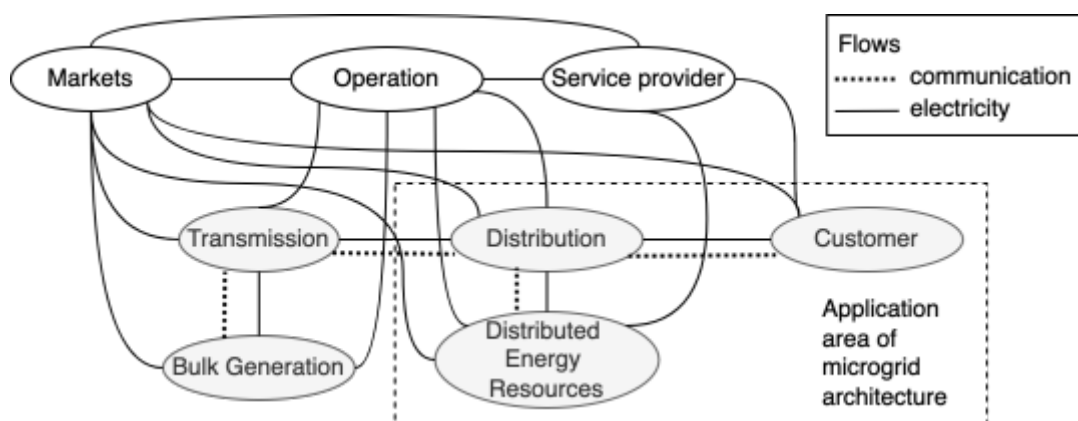 Markets
Operation
Service provider
Flows
communication
electricity
Transmission
Distribution
Customer
Bulk Generation
Distributed
Energy
Resources
Application
area of
microgrid
architecture